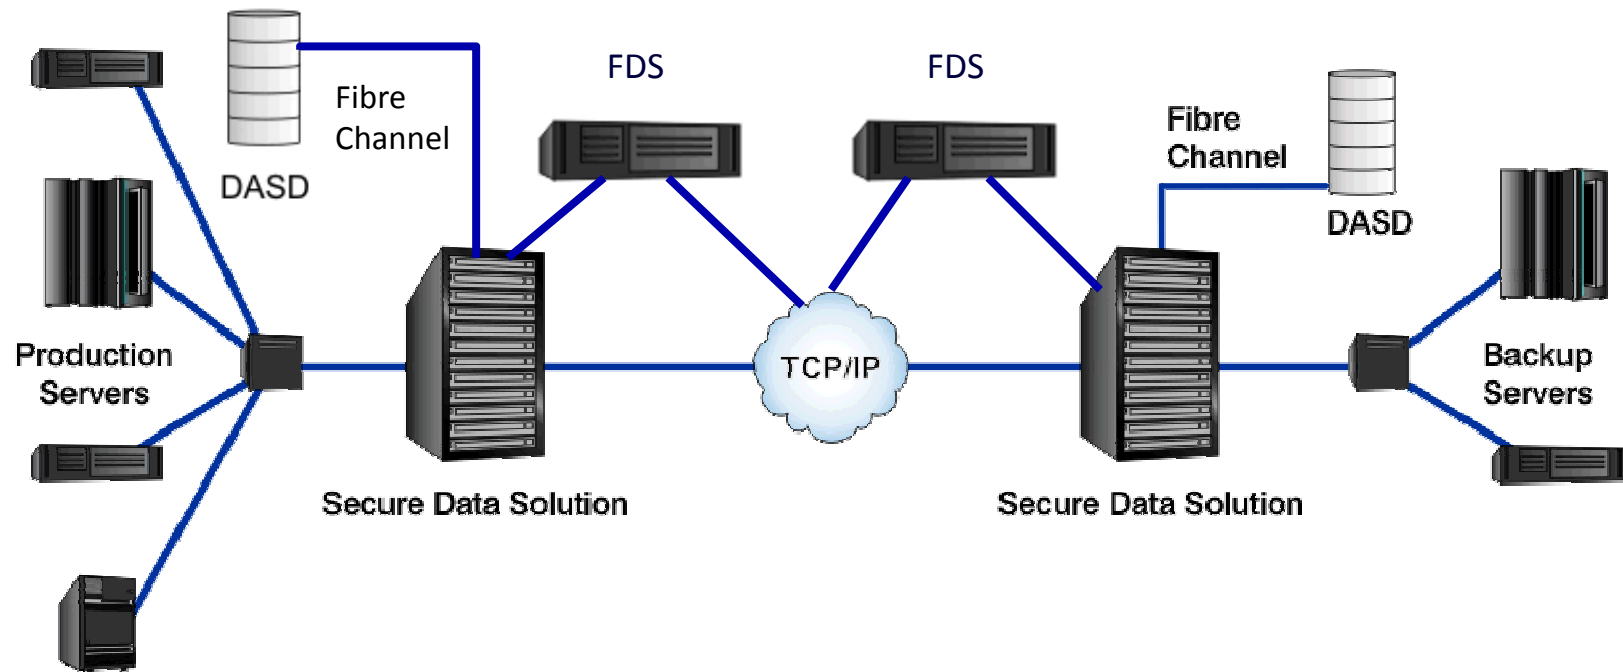 FDS
FDS
Fibre
Channel
Fibre
Channel
DASD
DASD
Production
Servers
TCP/IP
Backup
Servers
Secure Data Solution
Secure Data Solution